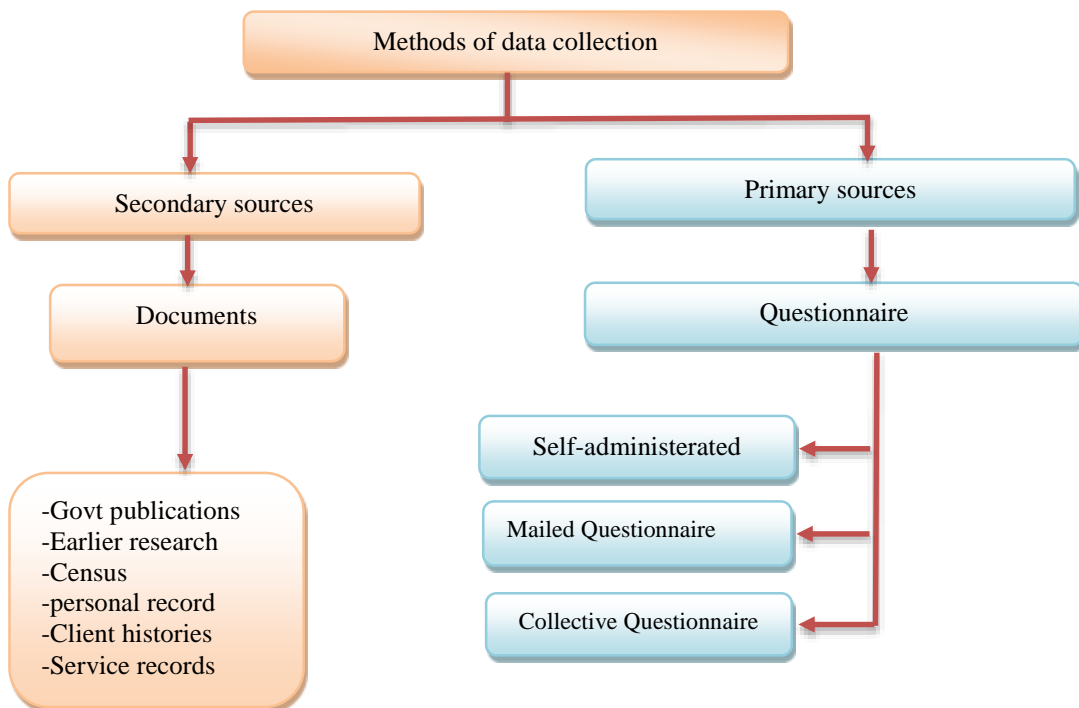 Methods of data collection
Secondary sources
Primary sources
Documents
Questionnaire
Self-administerated
Mailed Questionnaire
Collective Questionnaire
-Govt publications
-Earlier research
-Census
-personal record
-Client histories
-Service records